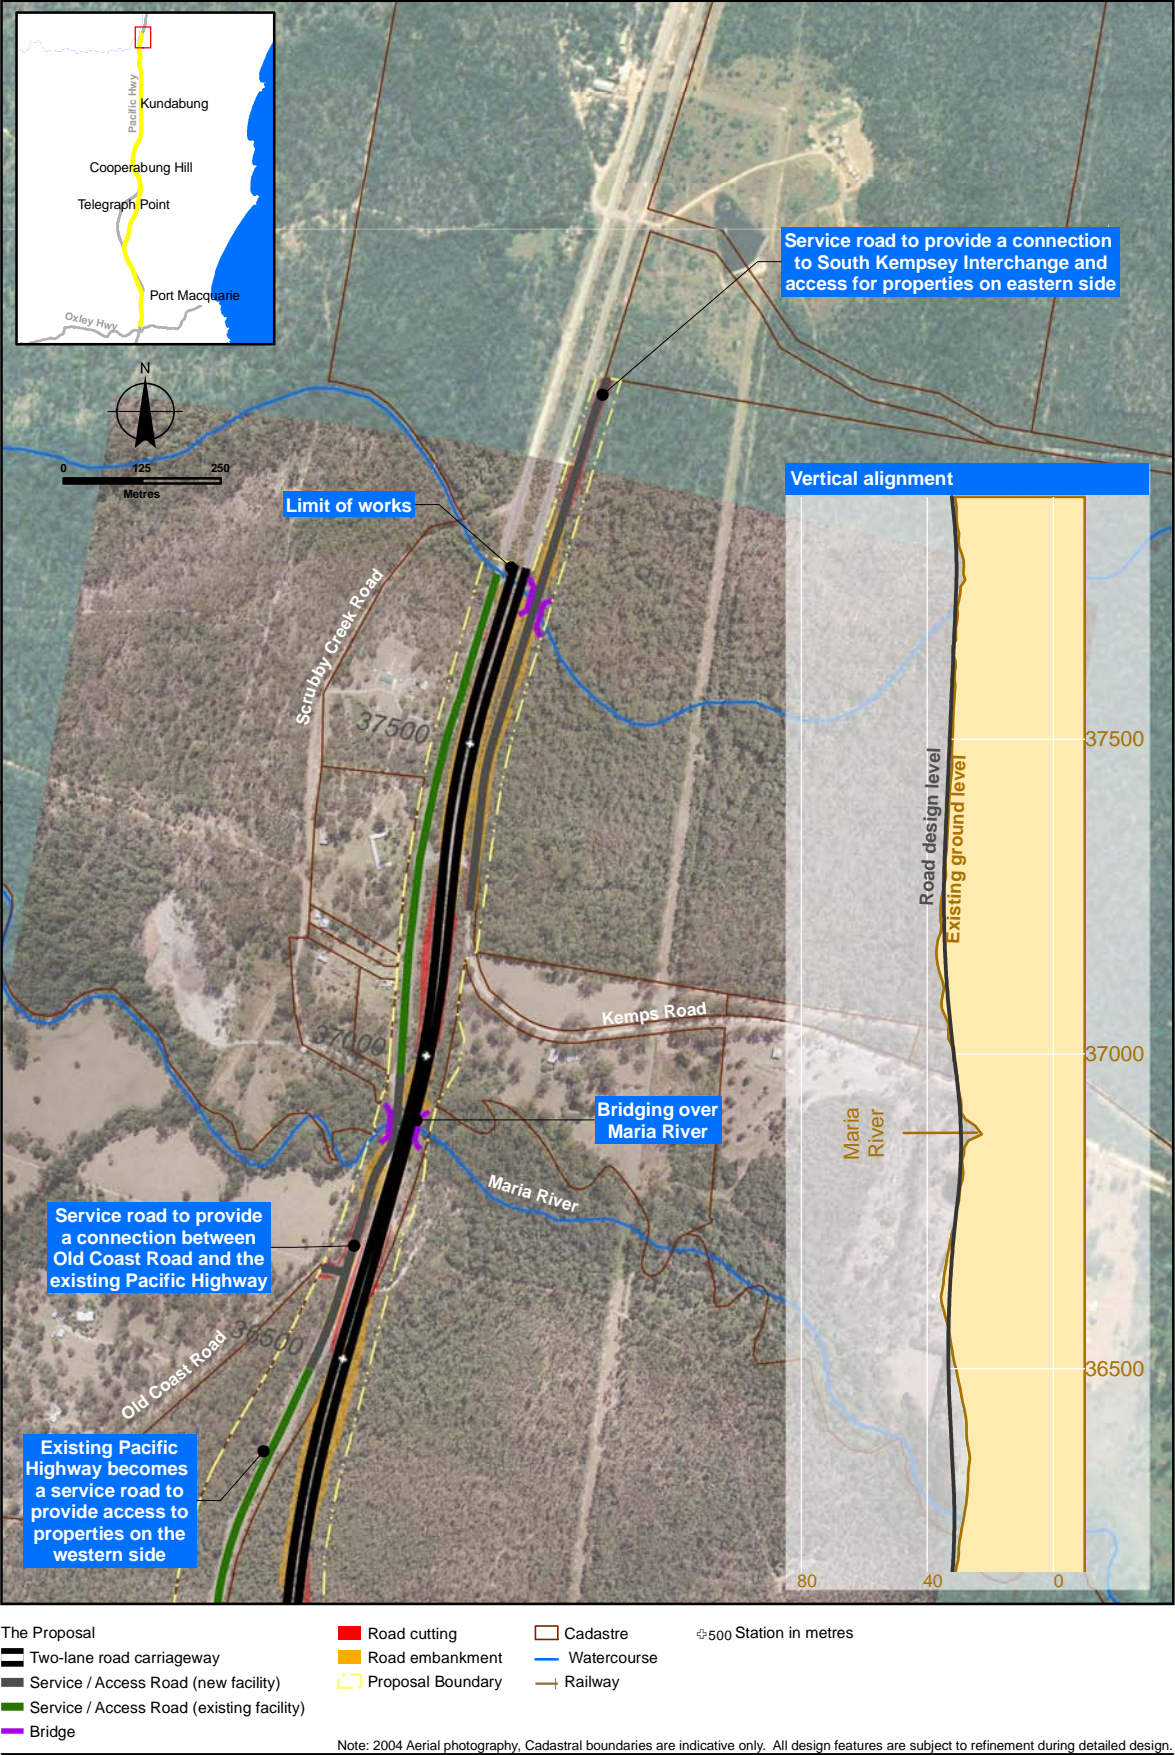 Pacific Hwy
Kundabung
Cooperabung Hill
Telegraph Point
Port Macquarie
Oxley Hwy
N
0 125 250
Metres
Service road to provide a connection
to South Kempsey Interchange and
access for properties on eastern side
Limit of works
Vertical alignment
Scrubby Creek Road
37500
37500
Road design level
Existing ground level
Kemps Road
37000
37000
Bridging over
Maria River
Maria
River
Maria River
Service road to provide
a connection between
Old Coast Road and the
existing Pacific Highway
36500
36500
Old Coast Road
Existing Pacific
Highway becomes
a service road to
provide access to
properties on the
western side
80 40 0
The Proposal
Two-lane road carriageway
Service / Access Road (new facility)
Service / Access Road (existing facility)
Bridge
Road cutting
Road embankment
Proposal Boundary
Cadastre
Watercourse
Railway
500 Station in metres
Note: 2004 Aerial photography, Cadastral boundaries are indicative only. All design features are subject to refinement during detailed design.